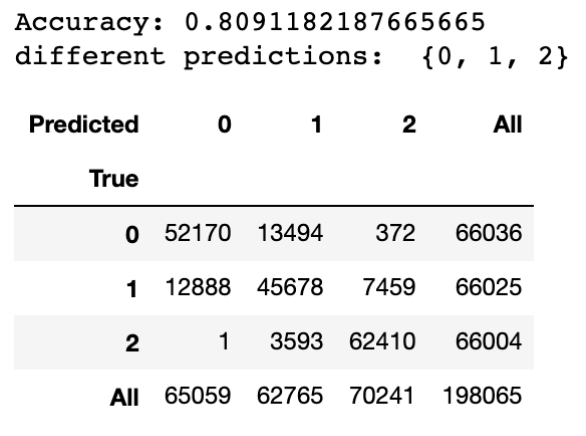 Accuracy: 0.8091182187665665
different predictions:  {0, 1, 2}
Predicted 0 1 2 All
True
0 52170 13494 372 66036
1 12888 45678 7459 66025
2 1 3593 62410 66004
All 65059 62765 70241 198065